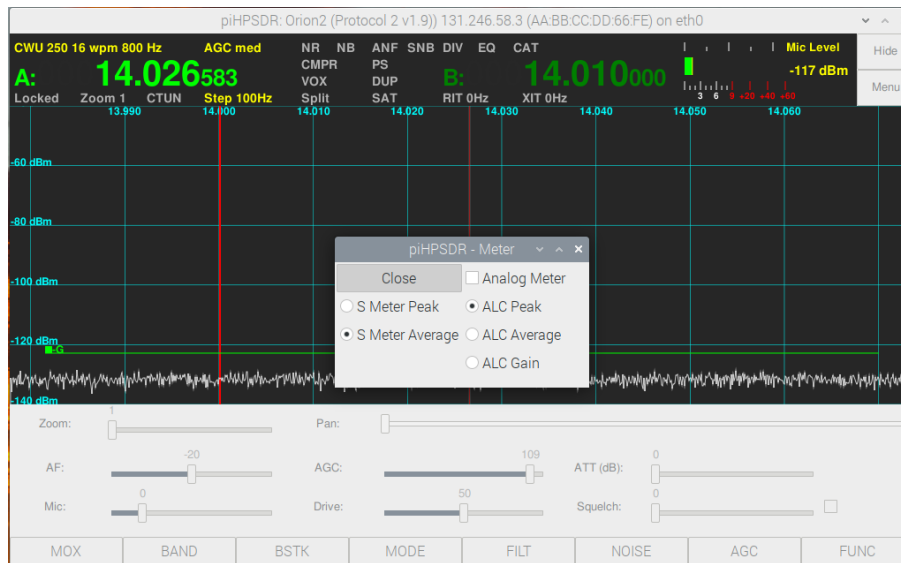 piHPSDR: Orion2 (Protocol 2 v1.9)) 131.246.58.3 (AA:BB:CC:DD:66:FE) on eth0
CWU 250 16 wpm 800 Hz AGC med NR NB ANF SNB DIV EQ CAT Mic Level Hide
CMPR PS
A: 14.026583 VOX DUP B: 14.010000 -117 dBm
Menu
Locked Zoom 1 CTUN Step 100Hz Split SAT RIT 0Hz XIT 0Hz 3 6 9 +20 +40 +60
13.990 14.000 14.010 14.020 14.030 14.040 14.050 14.060
-60 dBm
-80 dBm
piHPSDR - Meter
Close Analog Meter
-100 dBm
S Meter Peak ALC Peak
S Meter Average ALC Average
-120 dBm
-G
ALC Gain
-140 dBm
Zoom: 1 Pan:
AF: -20 AGC: 109 ATT (dB): 0
Mic: 0 Drive: 50 Squelch: 0
MOX BAND BSTK MODE FILT NOISE AGC FUNC